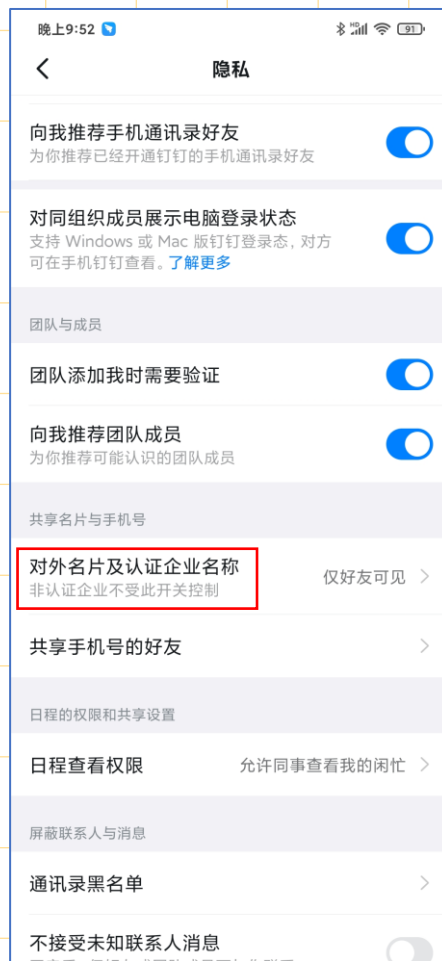 晚上9:52
HD
91
隐私
向我推荐手机通讯录好友
为你推荐已经开通钉钉的手机通讯录好友
对同组织成员展示电脑登录状态
支持 Windows 或 Mac 版钉钉登录态，对方
可在手机钉钉查看。了解更多
团队与成员
团队添加我时需要验证
向我推荐团队成员
为你推荐可能认识的团队成员
共享名片与手机号
对外名片及认证企业名称
仅好友可见
非认证企业不受此开关控制
共享手机号的好友
日程的权限和共享设置
日程查看权限
允许同事查看我的闲忙
屏蔽联系人与消息
通讯录黑名单
不接受未知联系人消息